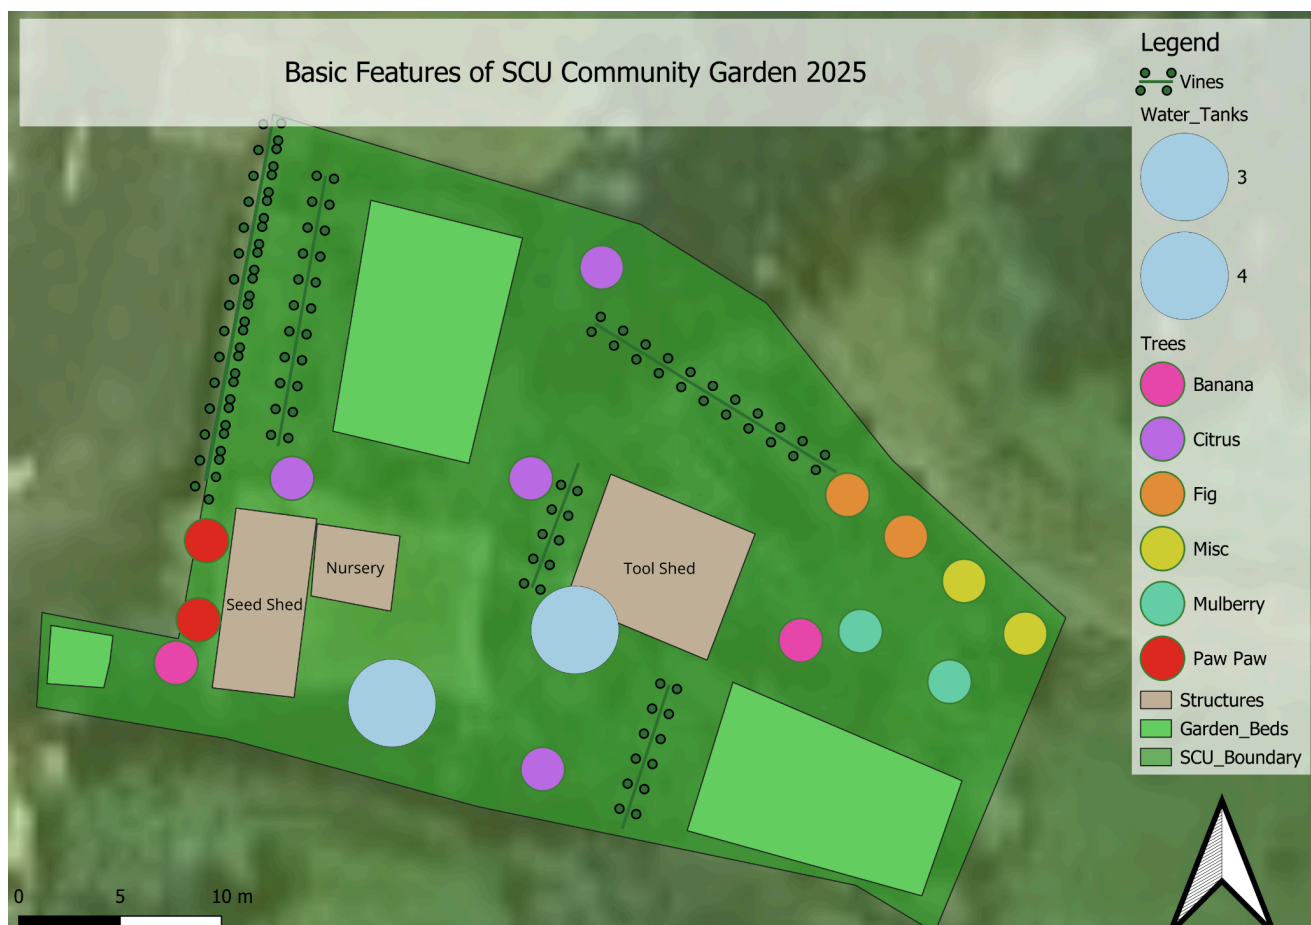 Basic Features of SCU Community Garden 2025
Legend
Vines
Water_Tanks
3
4
Trees
Banana
Citrus
Fig
Misc
Mulberry
Paw Paw
Structures
Garden_Beds
SCU_Boundary
Nursery
Tool Shed
Seed Shed
0 5 10 m